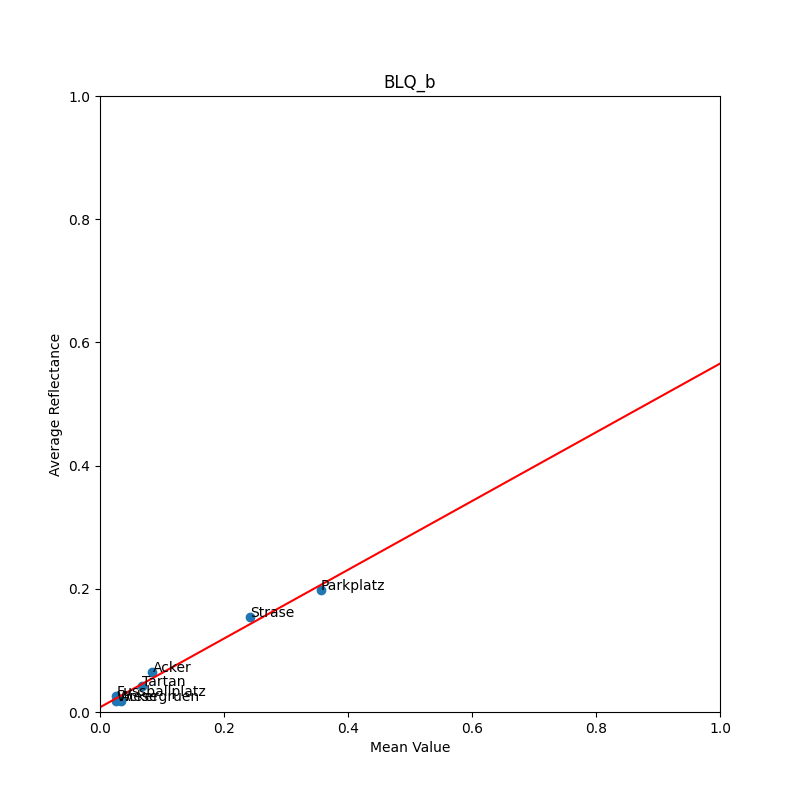 BLQ_b
1.0
0.8
0.6
0.4
0.2
0.0
Average Reflectance
Parkplatz
Strase
Acker
Tartan
Fussballplatz
0.0 0.2 0.4 0.6 0.8 1.0
Mean Value